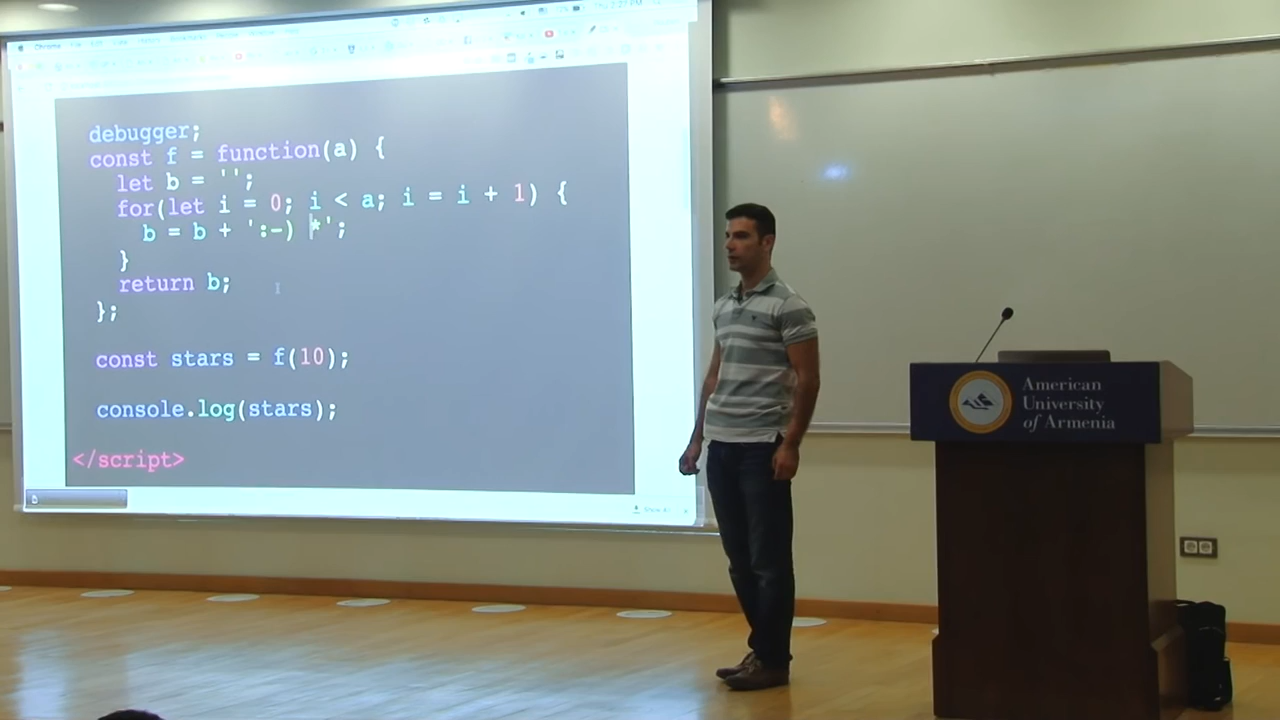 Chrome
debugger;
const f = function(a) {
let b = '';
for(let i = 0; i < a; i = i + 1) {
b = b + ':-) *';
}
return b;
};
const stars = f(10);
console.log(stars);
</script>
American
University
of Armenia